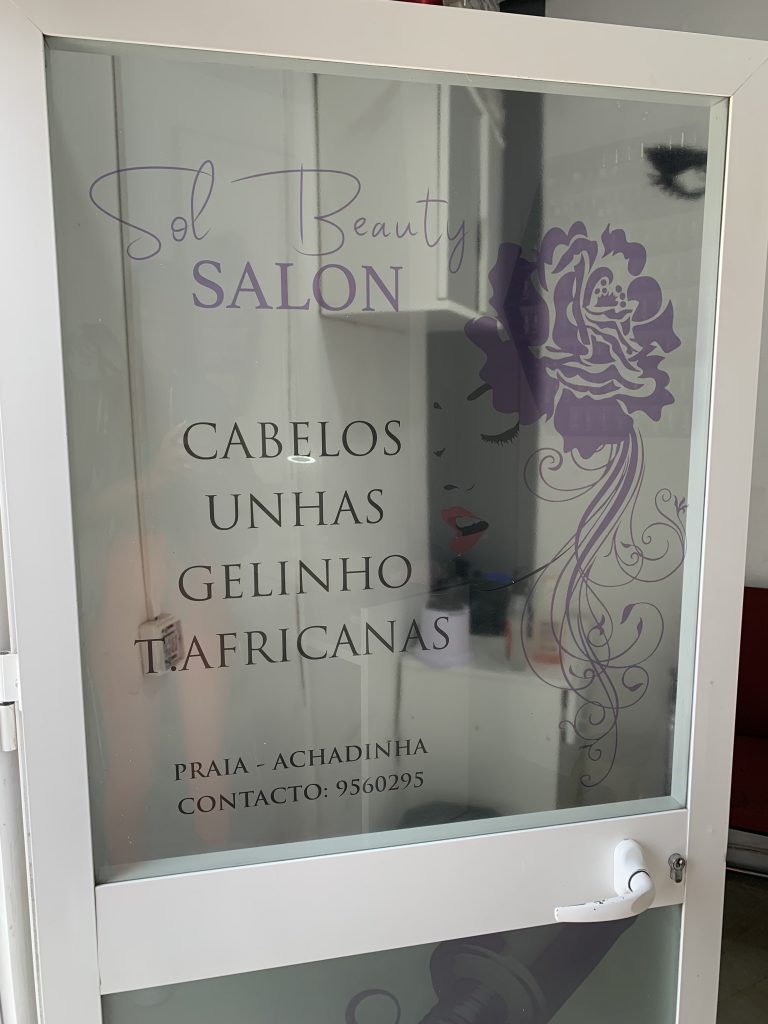 Sol Beauty
SALON
CABELOS
UNHAS
GELINHO
T.AFRICANAS
PRAIA - ACHADINHA
CONTACTO: 9560295